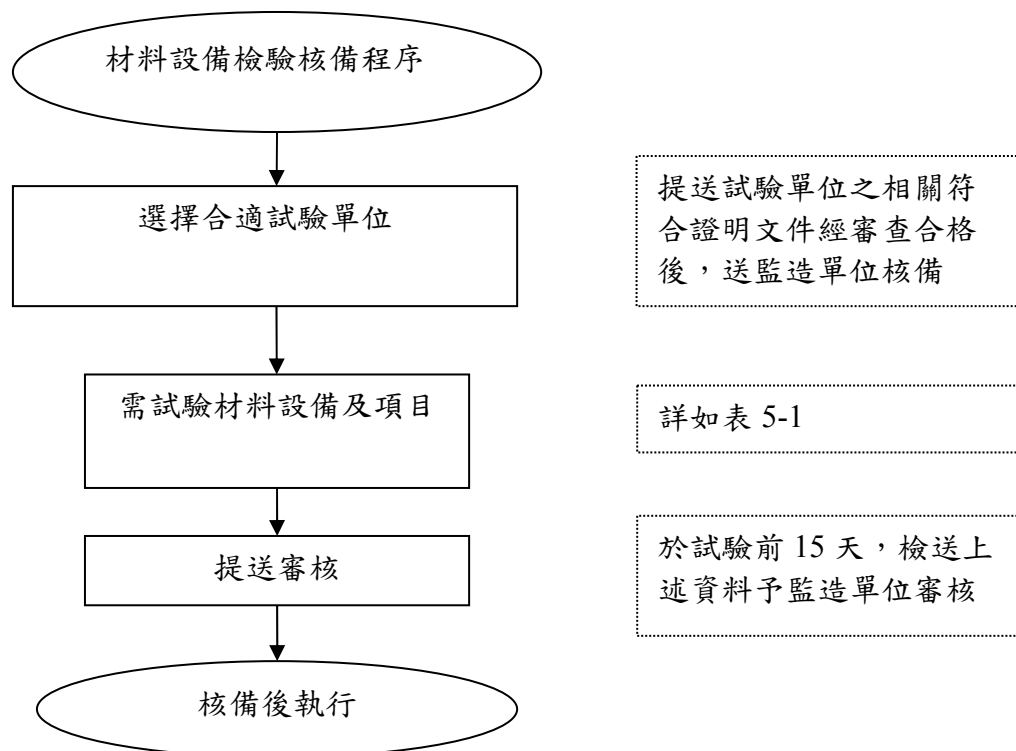 材料設備檢驗核備程序
選擇合適試驗單位
提送試驗單位之相關符
合證明文件經審查合格
後，送監造單位核備
需試驗材料設備及項目
詳如表 5-1
提送審核
於試驗前 15 天，檢送上
述資料予監造單位審核
核備後執行